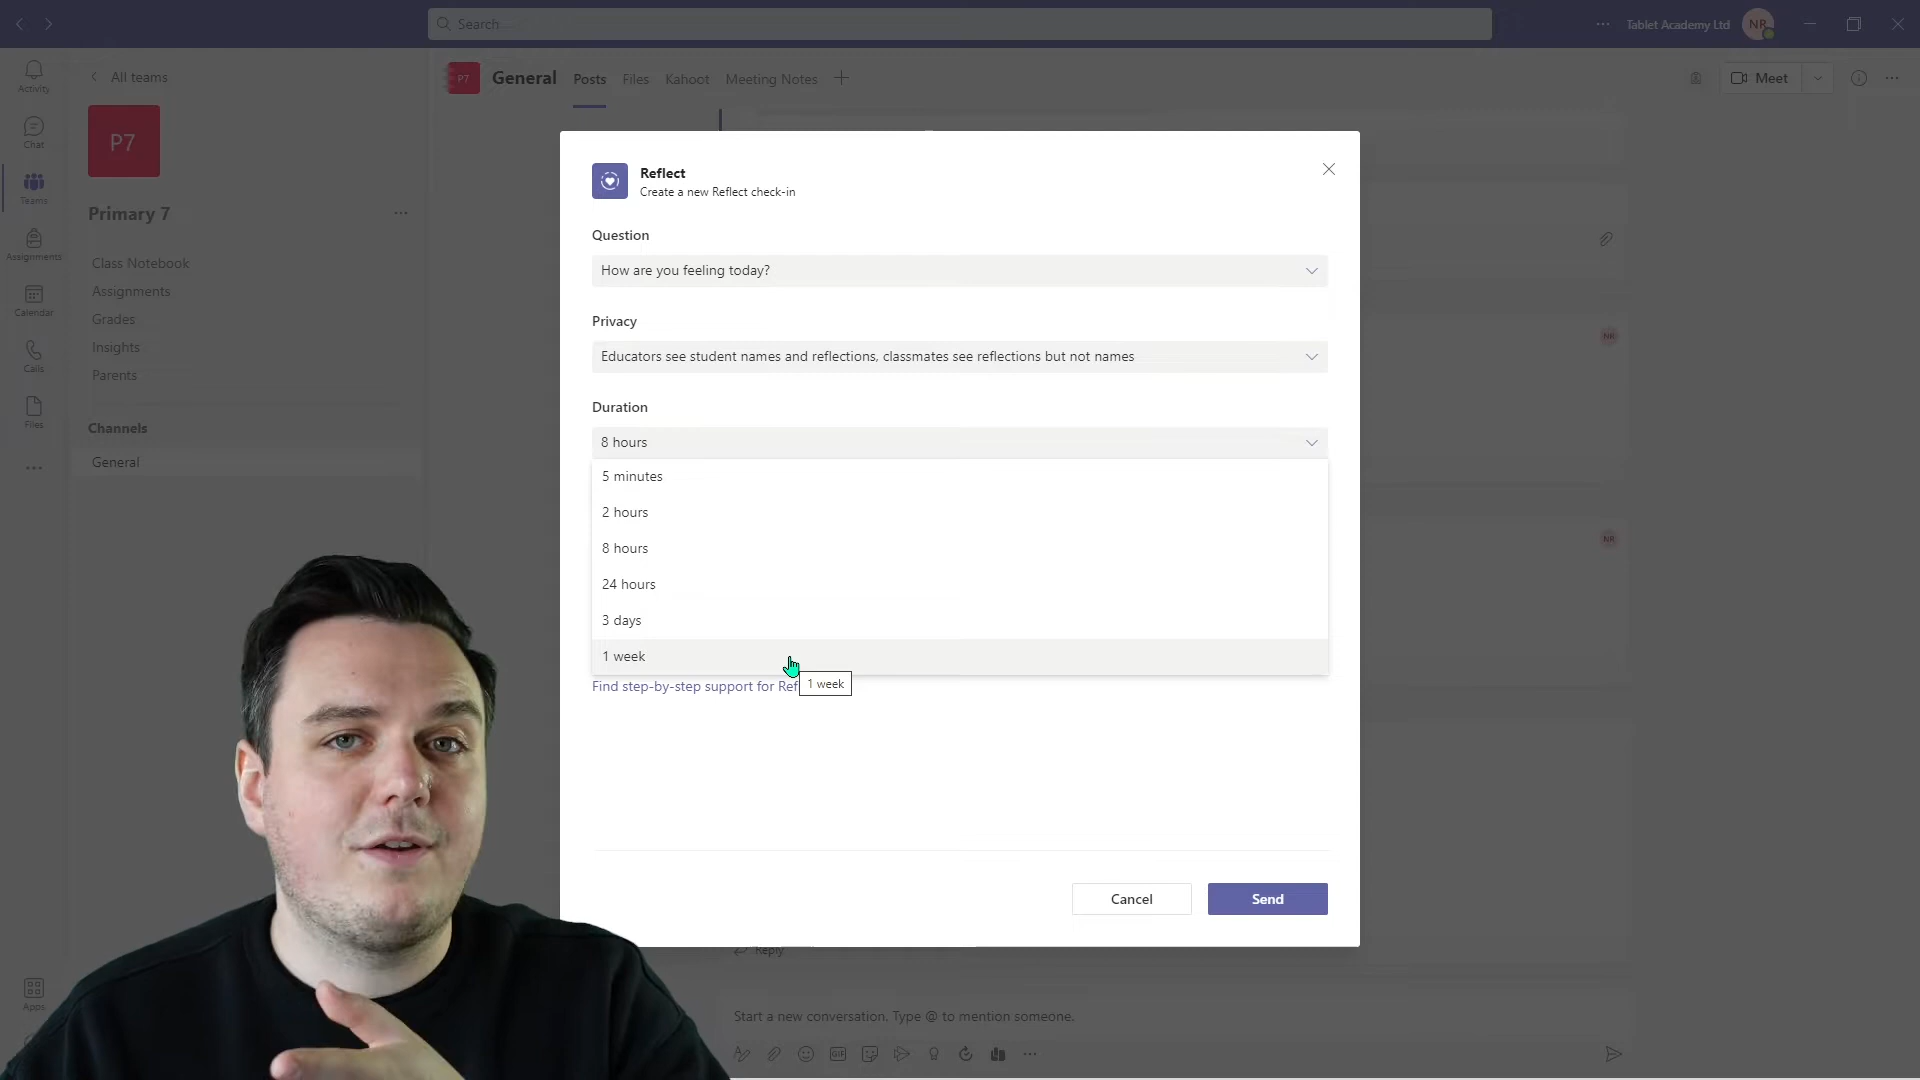 Search
Tablet Academy Ltd
NR
Activity
Chat
Teams
Assignments
Calendar
Calls
Files
Apps
All teams
P7
Primary 7
Class Notebook
Assignments
Grades
Insights
Parents
Channels
General
P7
General
Posts
Files
Kahoot
Meeting Notes
Meet
Reflect
Create a new Reflect check-in
Question
How are you feeling today?
Privacy
Educators see student names and reflections, classmates see reflections but not names
Duration
8 hours
5 minutes
2 hours
8 hours
24 hours
3 days
1 week
Find step-by-step support for Ref
1 week
Cancel
Send
NR
NR
Reply
Start a new conversation. Type @ to mention someone.
GIF